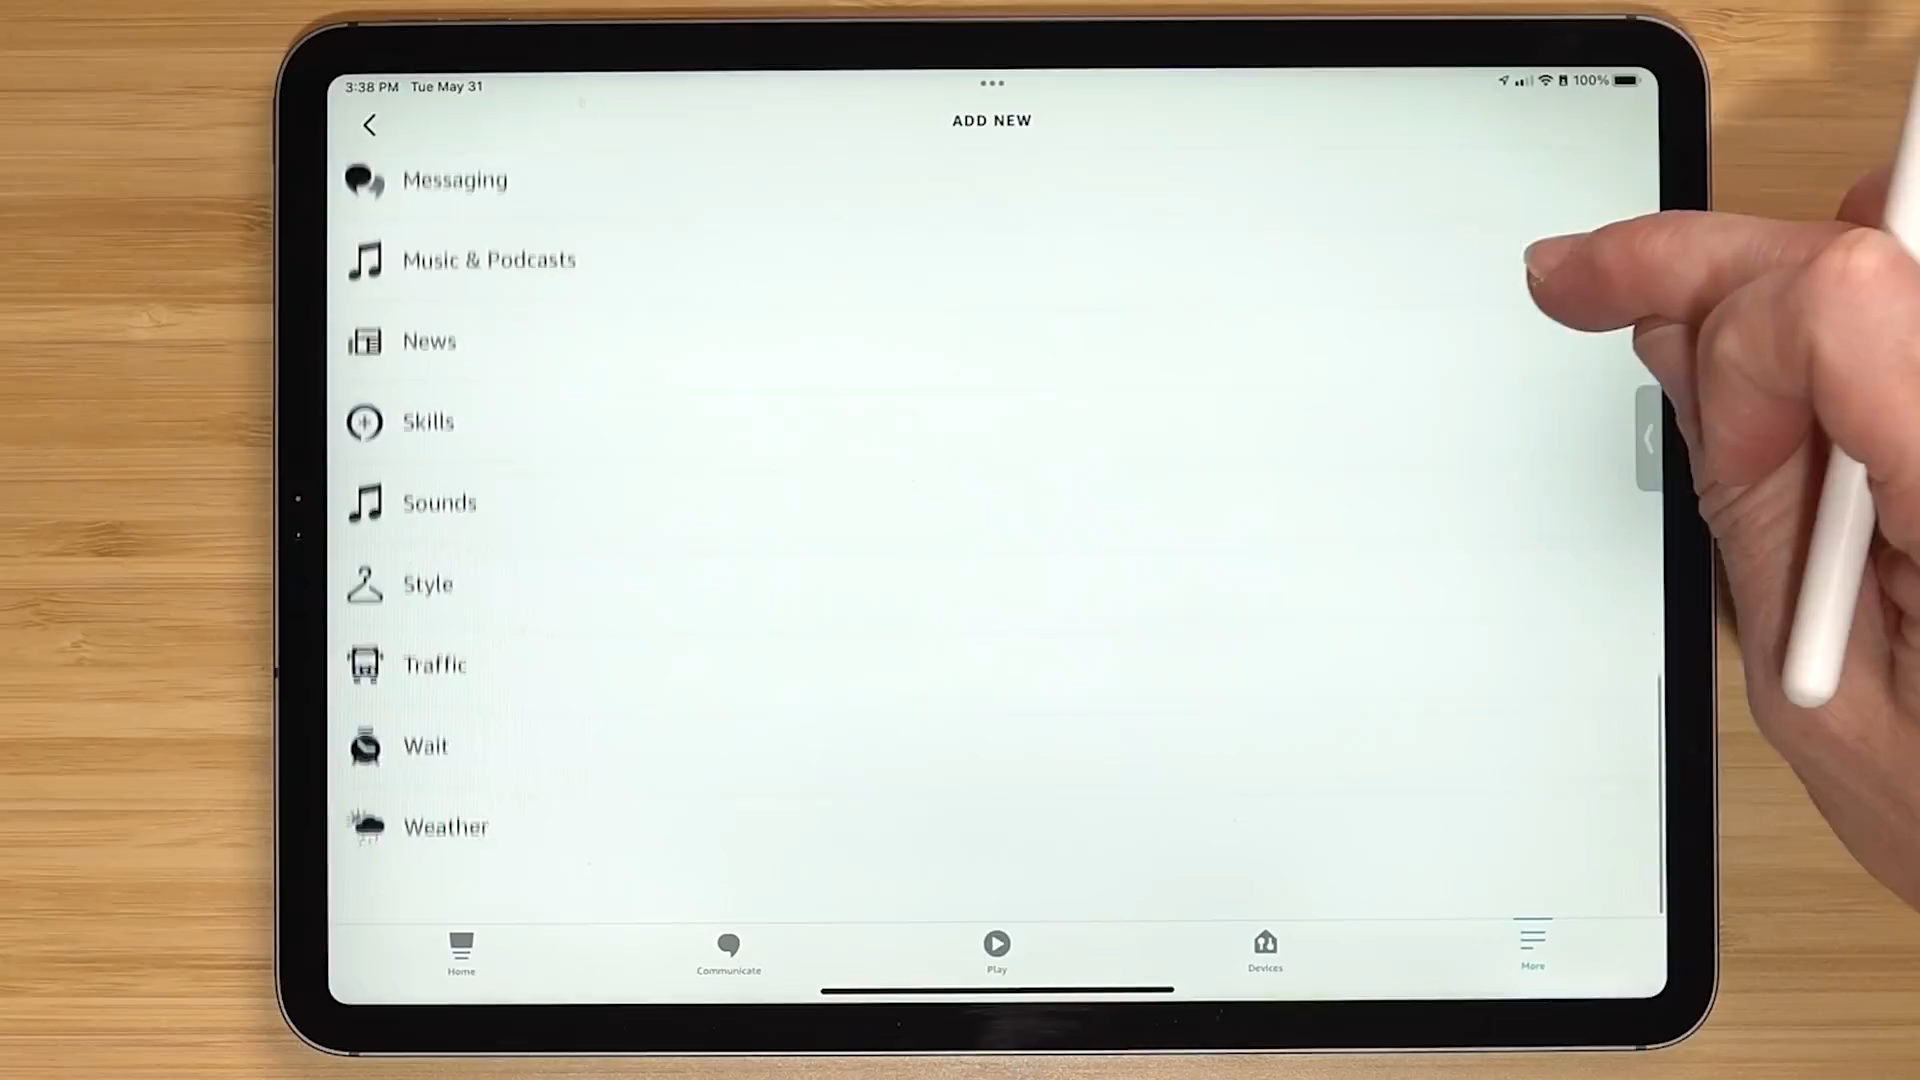 3:38 PM Tue May 31
100%
ADD NEW
Messaging
Music & Podcasts
News
Skills
Sounds
Style
Traffic
Wait
Weather
Home
Communicate
Play
Devices
More